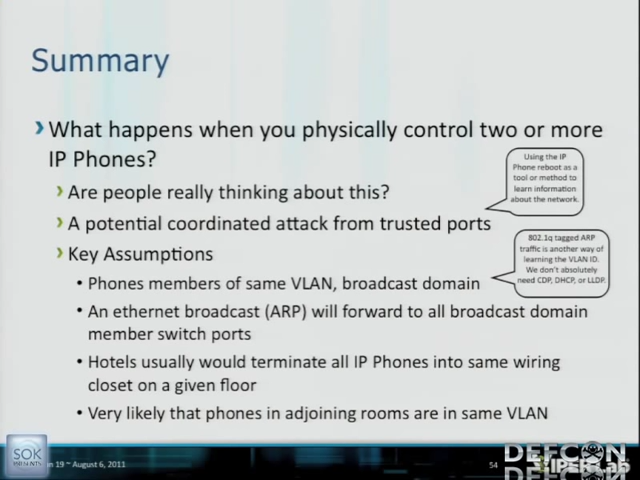 Summary
› What happens when you physically control two or more
IP Phones?
› Are people really thinking about this?
› A potential coordinated attack from trusted ports
› Key Assumptions
• Phones members of same VLAN, broadcast domain
• An ethernet broadcast (ARP) will forward to all broadcast domain
member switch ports
• Hotels usually would terminate all IP Phones into same wiring
closet on a given floor
• Very likely that phones in adjoining rooms are in same VLAN
Using the IP
Phone reboot as a
tool or method to
learn information
about the network.
802.1q tagged ARP
traffic is another way of
learning the VLAN ID.
We don't absolutely
need CDP, DHCP, or LLDP.
SOK
PRESENTS
19 ~ August 6, 2011
54
DEFCON
VIPER Lab